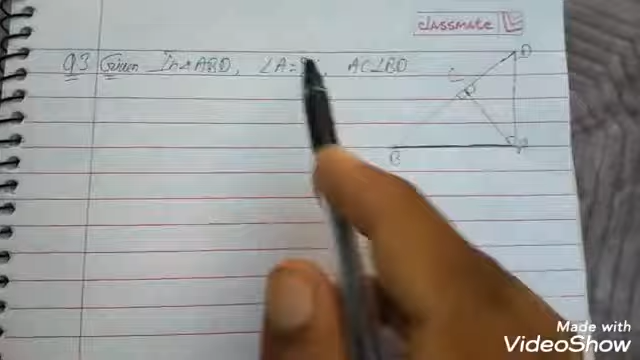 classmate
Q3 Given In △ABD, ∠A= , AC⊥BD
D
C
B
Made with
VideoShow